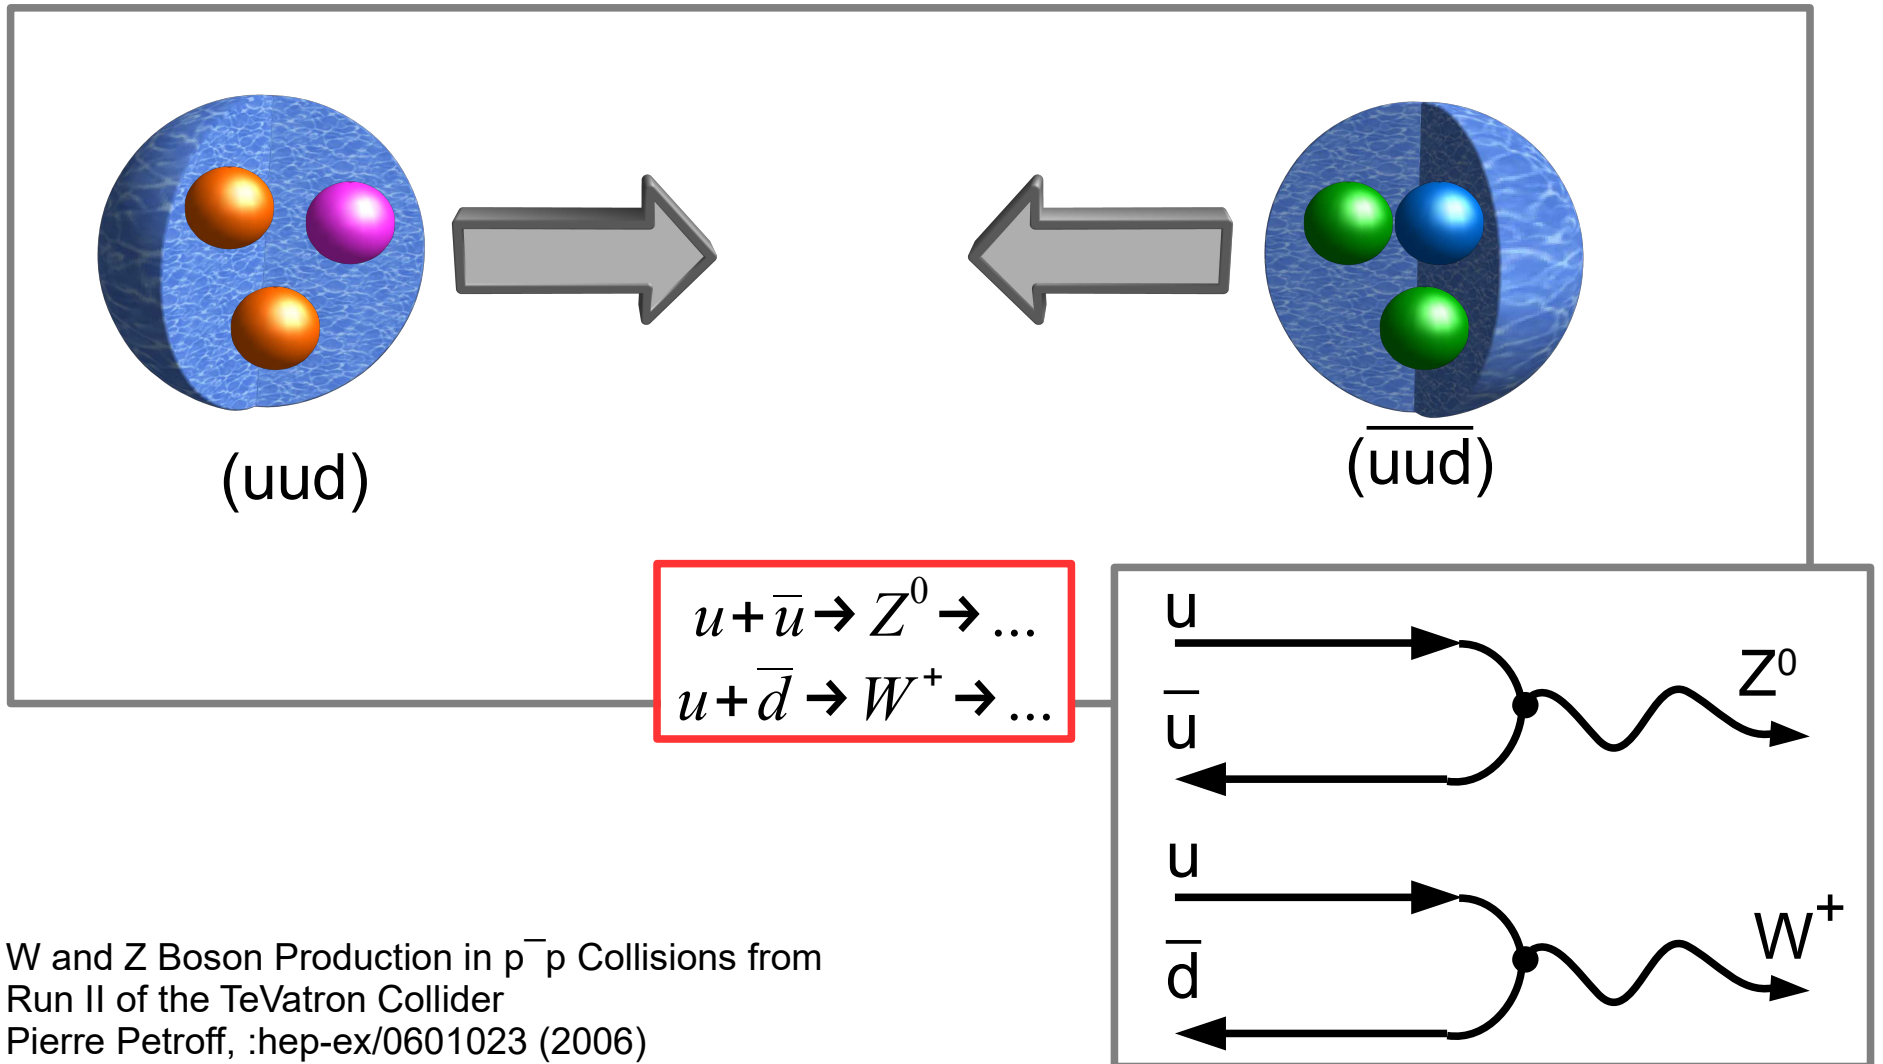 (uud)
(u̅u̅d̅)
u + u̅ → Z⁰ → ...
u + d̅ → W⁺ → ...
u
u̅
Z⁰
u
d̅
W⁺
W and Z Boson Production in p¯p Collisions from
Run II of the TeVatron Collider
Pierre Petroff, :hep-ex/0601023 (2006)